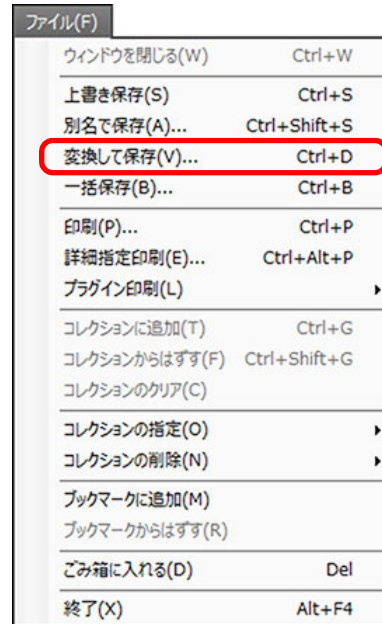 ファイル(F)
ウィンドウを閉じる(W) Ctrl+W
上書き保存(S) Ctrl+S
別名で保存(A)... Ctrl+Shift+S
変換して保存(V)... Ctrl+D
一括保存(B)... Ctrl+B
印刷(P)... Ctrl+P
詳細指定印刷(E)... Ctrl+Alt+P
プラグイン印刷(L)
コレクションに追加(T) Ctrl+G
コレクションからはずす(F) Ctrl+Shift+G
コレクションのクリア(C)
コレクションの指定(O)
コレクションの削除(N)
ブックマークに追加(M)
ブックマークからはずす(R)
ごみ箱に入れる(D) Del
終了(X) Alt+F4